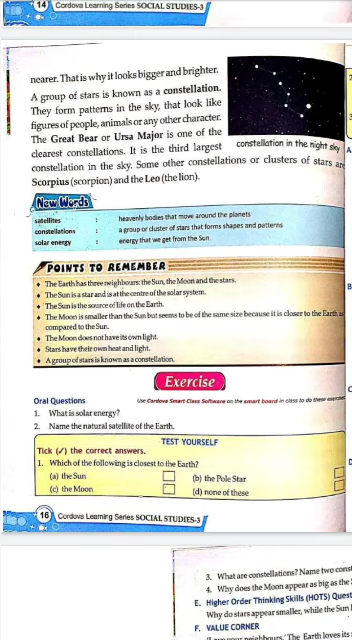 14 Cordova Learning Series SOCIAL STUDIES-3
nearer. That is why it looks bigger and brighter.
A group of stars is known as a constellation.
They form patterns in the sky, that look like
figures of people, animals or any other character.
The Great Bear or Ursa Major is one of the
clearest constellations. It is the third largest
constellation in the sky. Some other constellations or clusters of stars are
Scorpius (scorpion) and the Leo (the lion).
constellation in the night sky
New Words
satellites : heavenly bodies that move around the planets
constellations : a group or cluster of stars that forms shapes and patterns
solar energy : energy that we get from the Sun
POINTS TO REMEMBER
♦ The Earth has three neighbours: the Sun, the Moon and the stars.
♦ The Sun is a star and is at the centre of the solar system.
♦ The Sun is the source of life on the Earth.
♦ The Moon is smaller than the Sun but seems to be of the same size because it is closer to the Earth as
compared to the Sun.
♦ The Moon does not have its own light.
♦ Stars have their own heat and light.
♦ A group of stars is known as a constellation.
Exercise
Oral Questions Use Cordova Smart Class Software on the smart board in class to do these exercises
1. What is solar energy?
2. Name the natural satellite of the Earth.
TEST YOURSELF
Tick (✓) the correct answers.
1. Which of the following is closest to the Earth?
(a) the Sun (b) the Pole Star
(c) the Moon (d) none of these
16 Cordova Learning Series SOCIAL STUDIES-3
A
B
C
D
3. What are constellations? Name two const
4. Why does the Moon appear as big as the
E. Higher Order Thinking Skills (HOTS) Quest
Why do stars appear smaller, while the Sun
F. VALUE CORNER
neighbours.' The Earth loves its